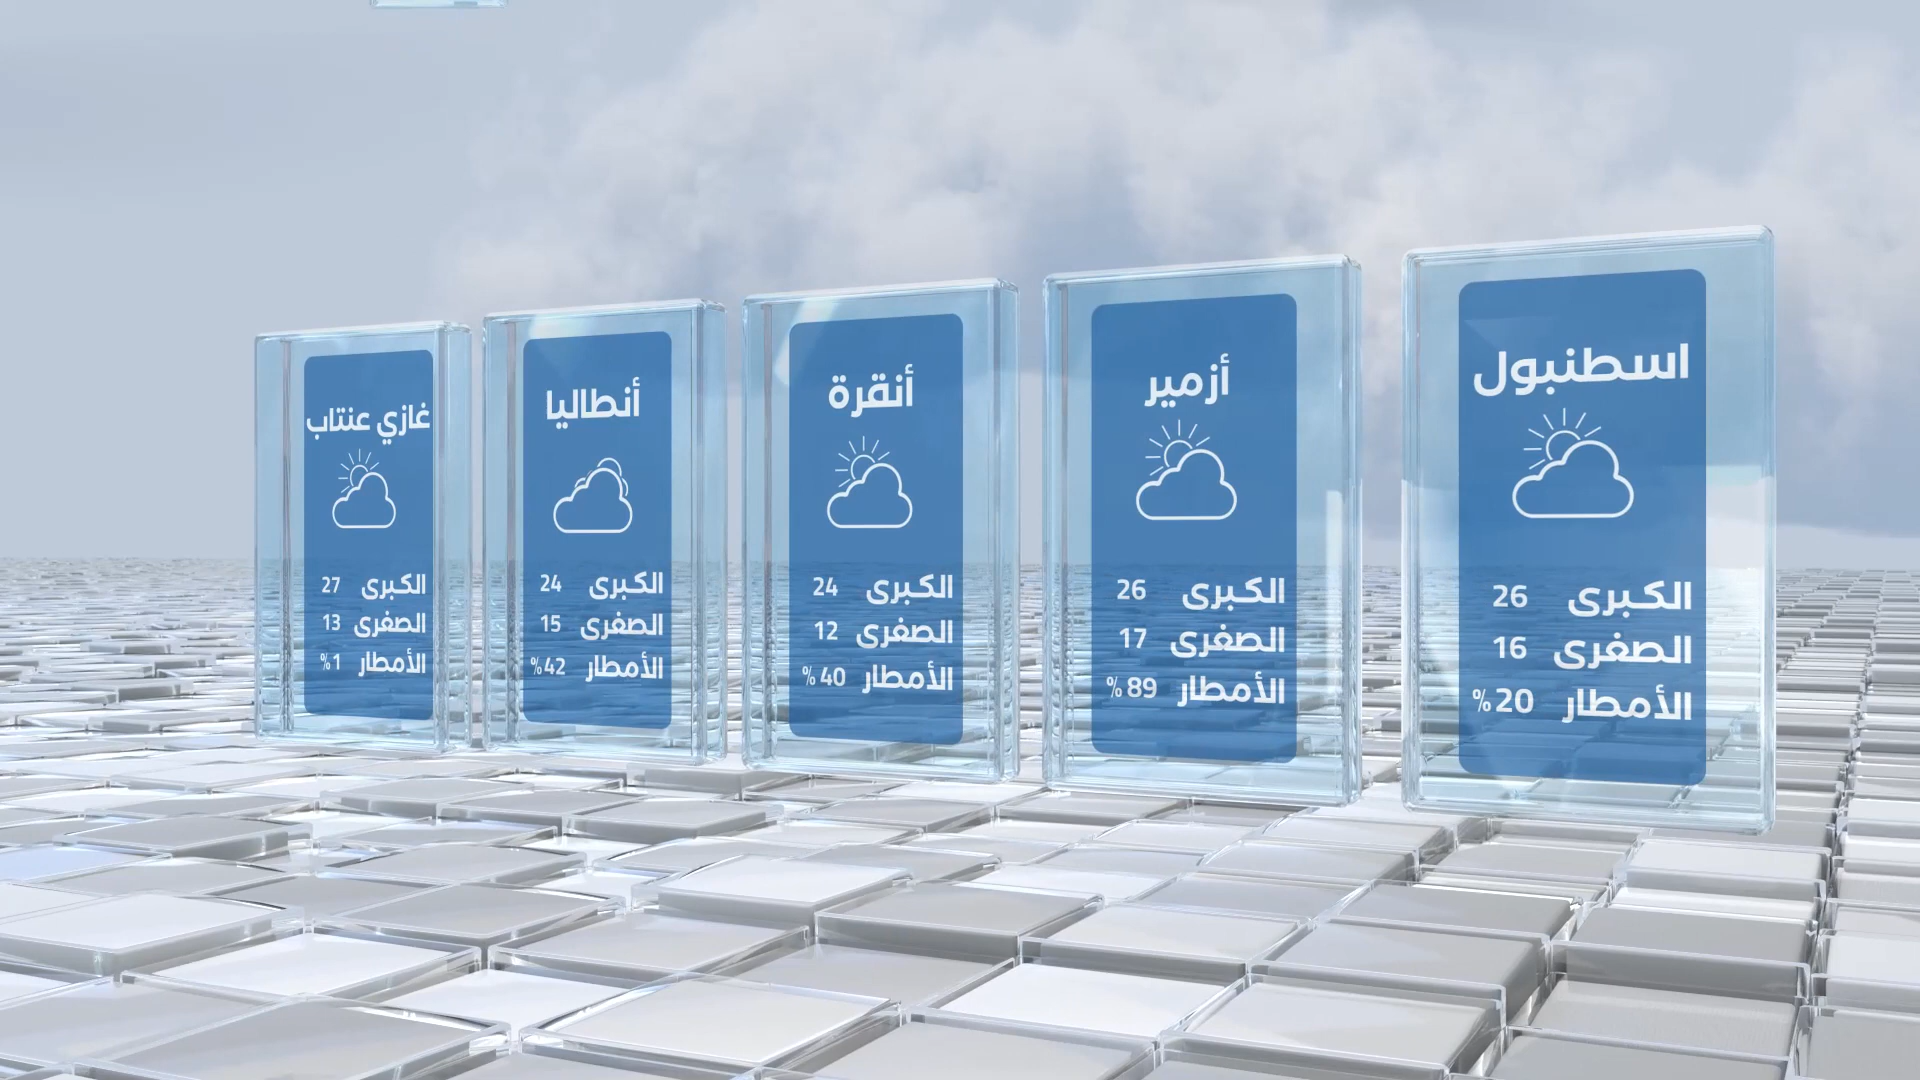 اسطنبول
الكبرى 26
الصغرى 16
الأمطار 20%
أزمير
الكبرى 26
الصغرى 17
الأمطار 89%
أنقرة
الكبرى 24
الصغرى 12
الأمطار 40%
أنطاليا
الكبرى 24
الصغرى 15
الأمطار 42%
غازي عنتاب
الكبرى 27
الصغرى 13
الأمطار 1%